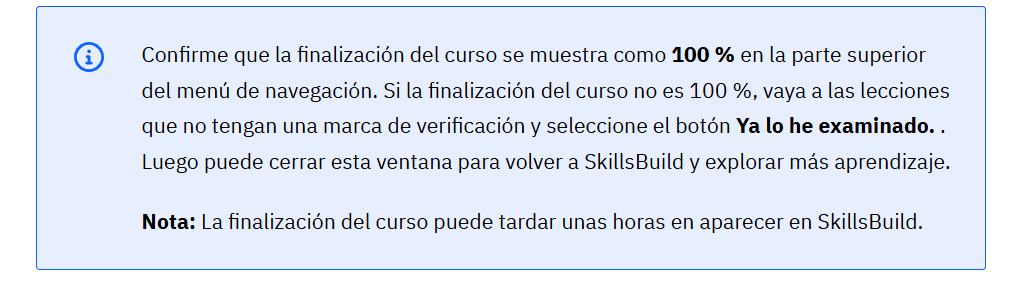 Confirme que la finalización del curso se muestra como 100 % en la parte superior
del menú de navegación. Si la finalización del curso no es 100 %, vaya a las lecciones
que no tengan una marca de verificación y seleccione el botón Ya lo he examinado. .
Luego puede cerrar esta ventana para volver a SkillsBuild y explorar más aprendizaje.
Nota: La finalización del curso puede tardar unas horas en aparecer en SkillsBuild.